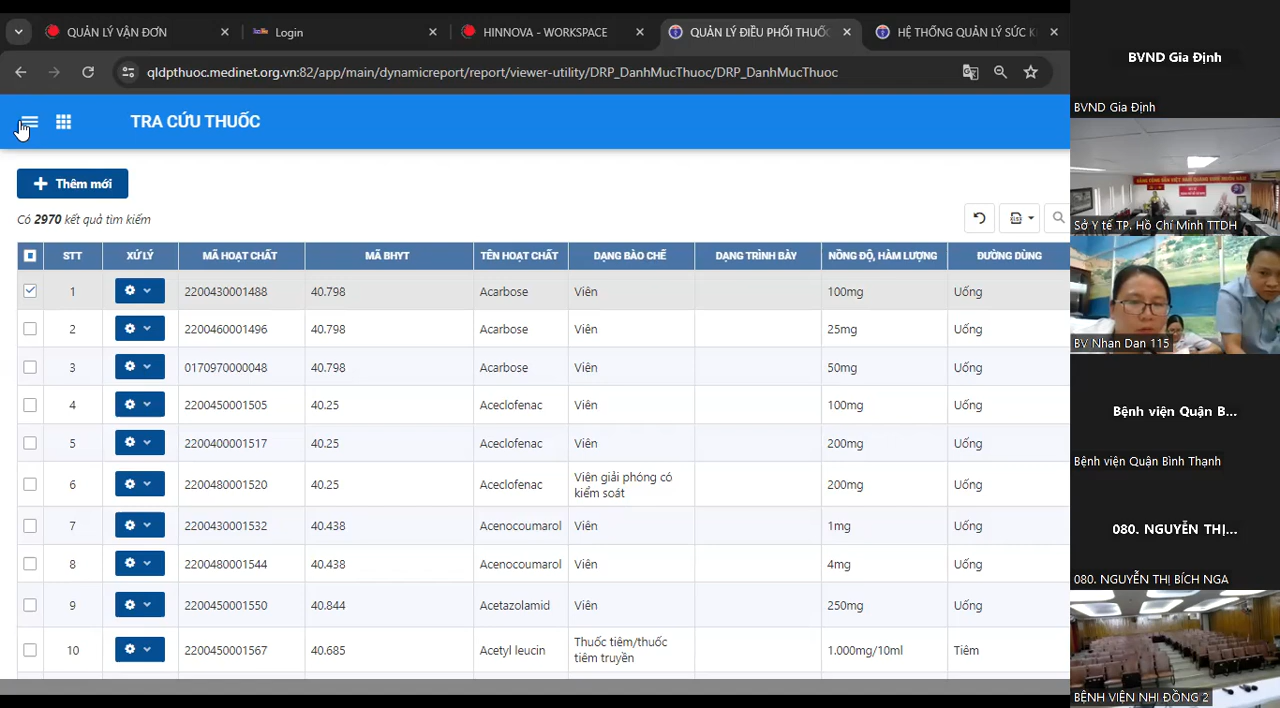 QUẢN LÝ VẬN ĐƠN
Login
HINNOVA - WORKSPACE
QUẢN LÝ ĐIỀU PHỐI THUỐC
HỆ THỐNG QUẢN LÝ SỨC K
qldpthuoc.medinet.org.vn:82/app/main/dynamicreport/report/viewer-utility/DRP_DanhMucThuoc/DRP_DanhMucThuoc
TRA CỨU THUỐC
Thêm mới
Có 2970 kết quả tìm kiếm
STT XỬ LÝ MÃ HOẠT CHẤT MÃ BHYT TÊN HOẠT CHẤT DẠNG BÀO CHẾ DẠNG TRÌNH BÀY NỒNG ĐỘ, HÀM LƯỢNG ĐƯỜNG DÙNG
1 2200430001488 40.798 Acarbose Viên 100mg Uống
2 2200460001496 40.798 Acarbose Viên 25mg Uống
3 0170970000048 40.798 Acarbose Viên 50mg Uống
4 2200450001505 40.25 Aceclofenac Viên 100mg Uống
5 2200400001517 40.25 Aceclofenac Viên 200mg Uống
6 2200480001520 40.25 Aceclofenac Viên giải phóng có kiểm soát 200mg Uống
7 2200430001532 40.438 Acenocoumarol Viên 1mg Uống
8 2200480001544 40.438 Acenocoumarol Viên 4mg Uống
9 2200450001550 40.844 Acetazolamid Viên 250mg Uống
10 2200450001567 40.685 Acetyl leucin Thuốc tiêm/thuốc tiêm truyền 1.000mg/10ml Tiêm
BVND Gia Định
BVND Gia Định
Sở Y tế TP. Hồ Chí Minh TTDH
BV Nhan Dan 115
Bệnh viện Quận B...
Bệnh viện Quận Bình Thạnh
080. NGUYỄN THỊ...
080. NGUYỄN THỊ BÍCH NGA
BỆNH VIỆN NHI ĐỒNG 2